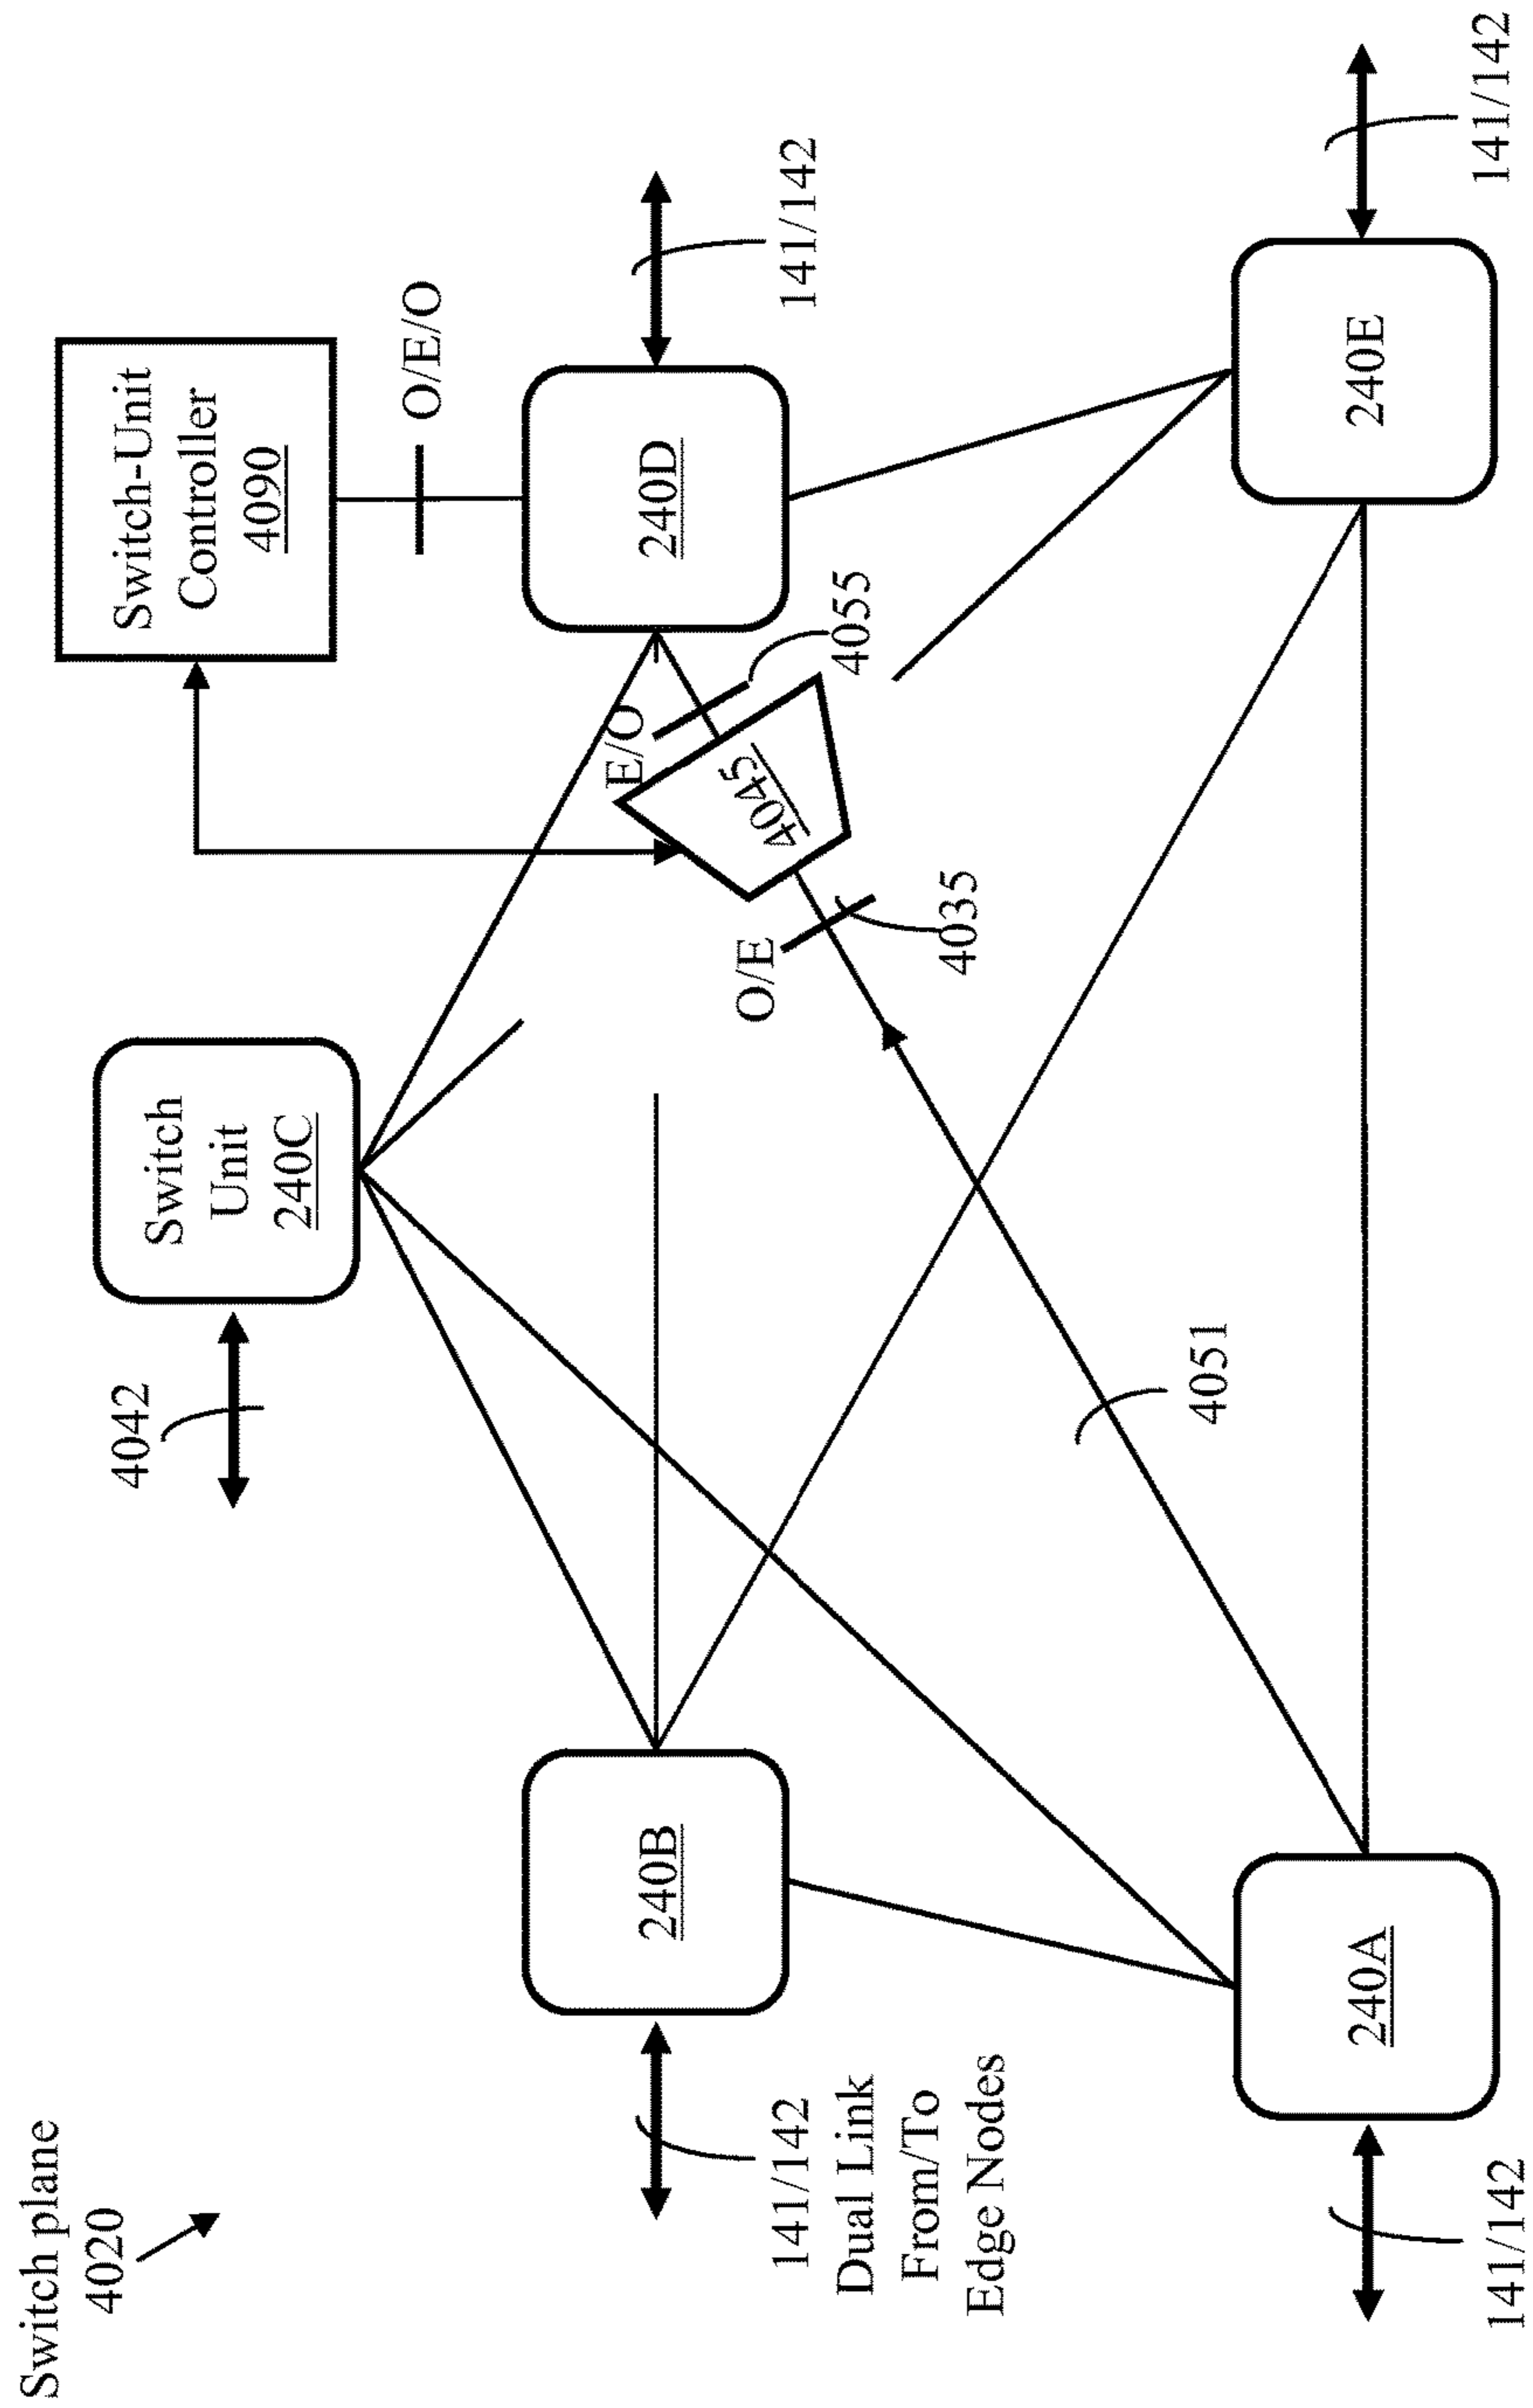 Switch plane
4020
4042
Switch
Unit
240C
Switch-Unit
Controller
4090
O/E/O
240B
141/142
Dual Link
From/To
Edge Nodes
240D
141/142
E/O
4055
4045
O/E
4035
4051
240A
141/142
240E
141/142